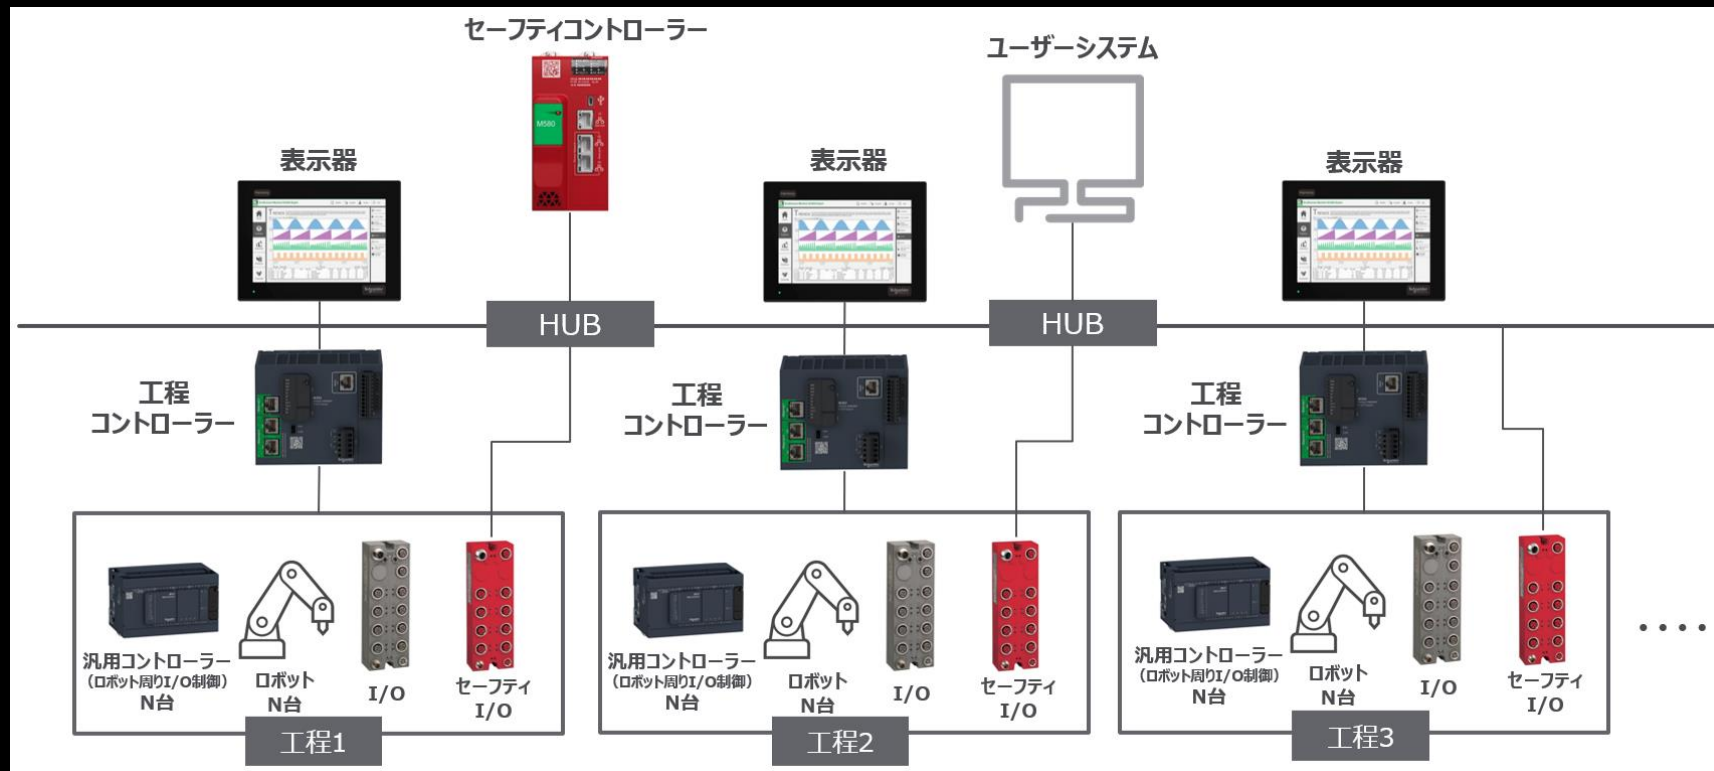 セーフティコントローラー
ユーザーシステム
M580
表示器
表示器
表示器
HUB
HUB
工程
コントローラー
工程
コントローラー
工程
コントローラー
汎用コントローラー
（ロボット周りI/O制御）
N台
ロボット
N台
I/O
セーフティ
I/O
工程1
汎用コントローラー
（ロボット周りI/O制御）
N台
ロボット
N台
I/O
セーフティ
I/O
工程2
汎用コントローラー
（ロボット周りI/O制御）
N台
ロボット
N台
I/O
セーフティ
I/O
工程3
・・・・